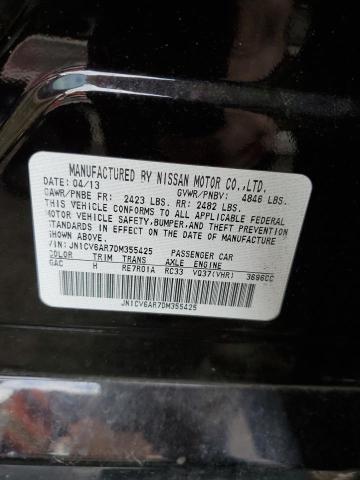 MANUFACTURED BY NISSAN MOTOR CO.,LTD.
DATE: 04/13 GVWR/PNBV: 4846 LBS.
GAWR/PNBE FR: 2423 LBS. RR: 2482 LBS.
THIS VEHICLE CONFORMS TO ALL APPLICABLE FEDERAL
MOTOR VEHICLE SAFETY, BUMPER, AND THEFT PREVENTION
STANDARDS IN EFFECT ON THE DATE OF MANUFACTURE
SHOWN ABOVE.
VIN: JN1CV6AR7DM355425 PASSENGER CAR
COLOR TRIM TRANS AXLE ENGINE
GAC H RE7R01A RC33 VQ37(VHR) 3696CC
JN1CV6AR7DM355425